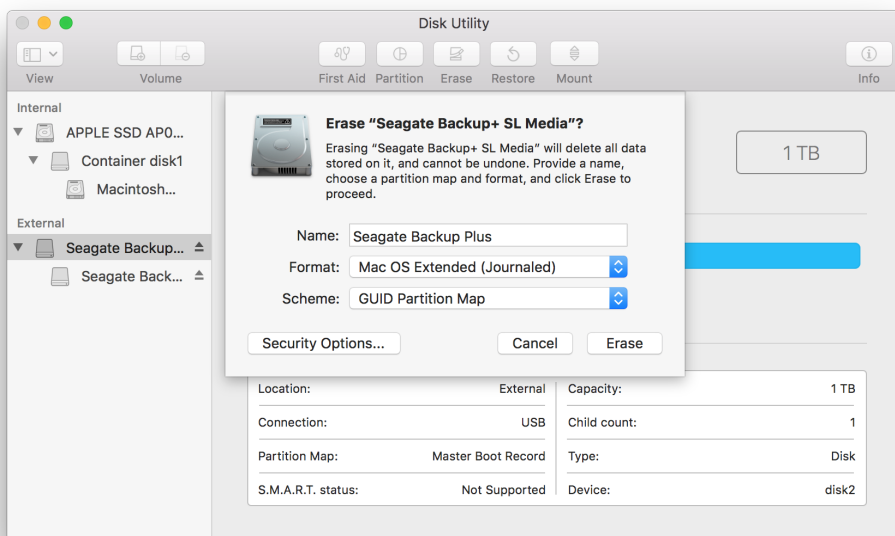 Disk Utility
View
Volume
First Aid
Partition
Erase
Restore
Mount
Info
Internal
APPLE SSD AP0...
Container disk1
Macintosh...
External
Seagate Backup...
Seagate Back...
Erase “Seagate Backup+ SL Media”?
Erasing “Seagate Backup+ SL Media” will delete all data
stored on it, and cannot be undone. Provide a name,
choose a partition map and format, and click Erase to
proceed.
Name: Seagate Backup Plus
Format: Mac OS Extended (Journaled)
Scheme: GUID Partition Map
Security Options...
Cancel
Erase
1 TB
Location: External
Capacity: 1 TB
Connection: USB
Child count: 1
Partition Map: Master Boot Record
Type: Disk
S.M.A.R.T. status: Not Supported
Device: disk2